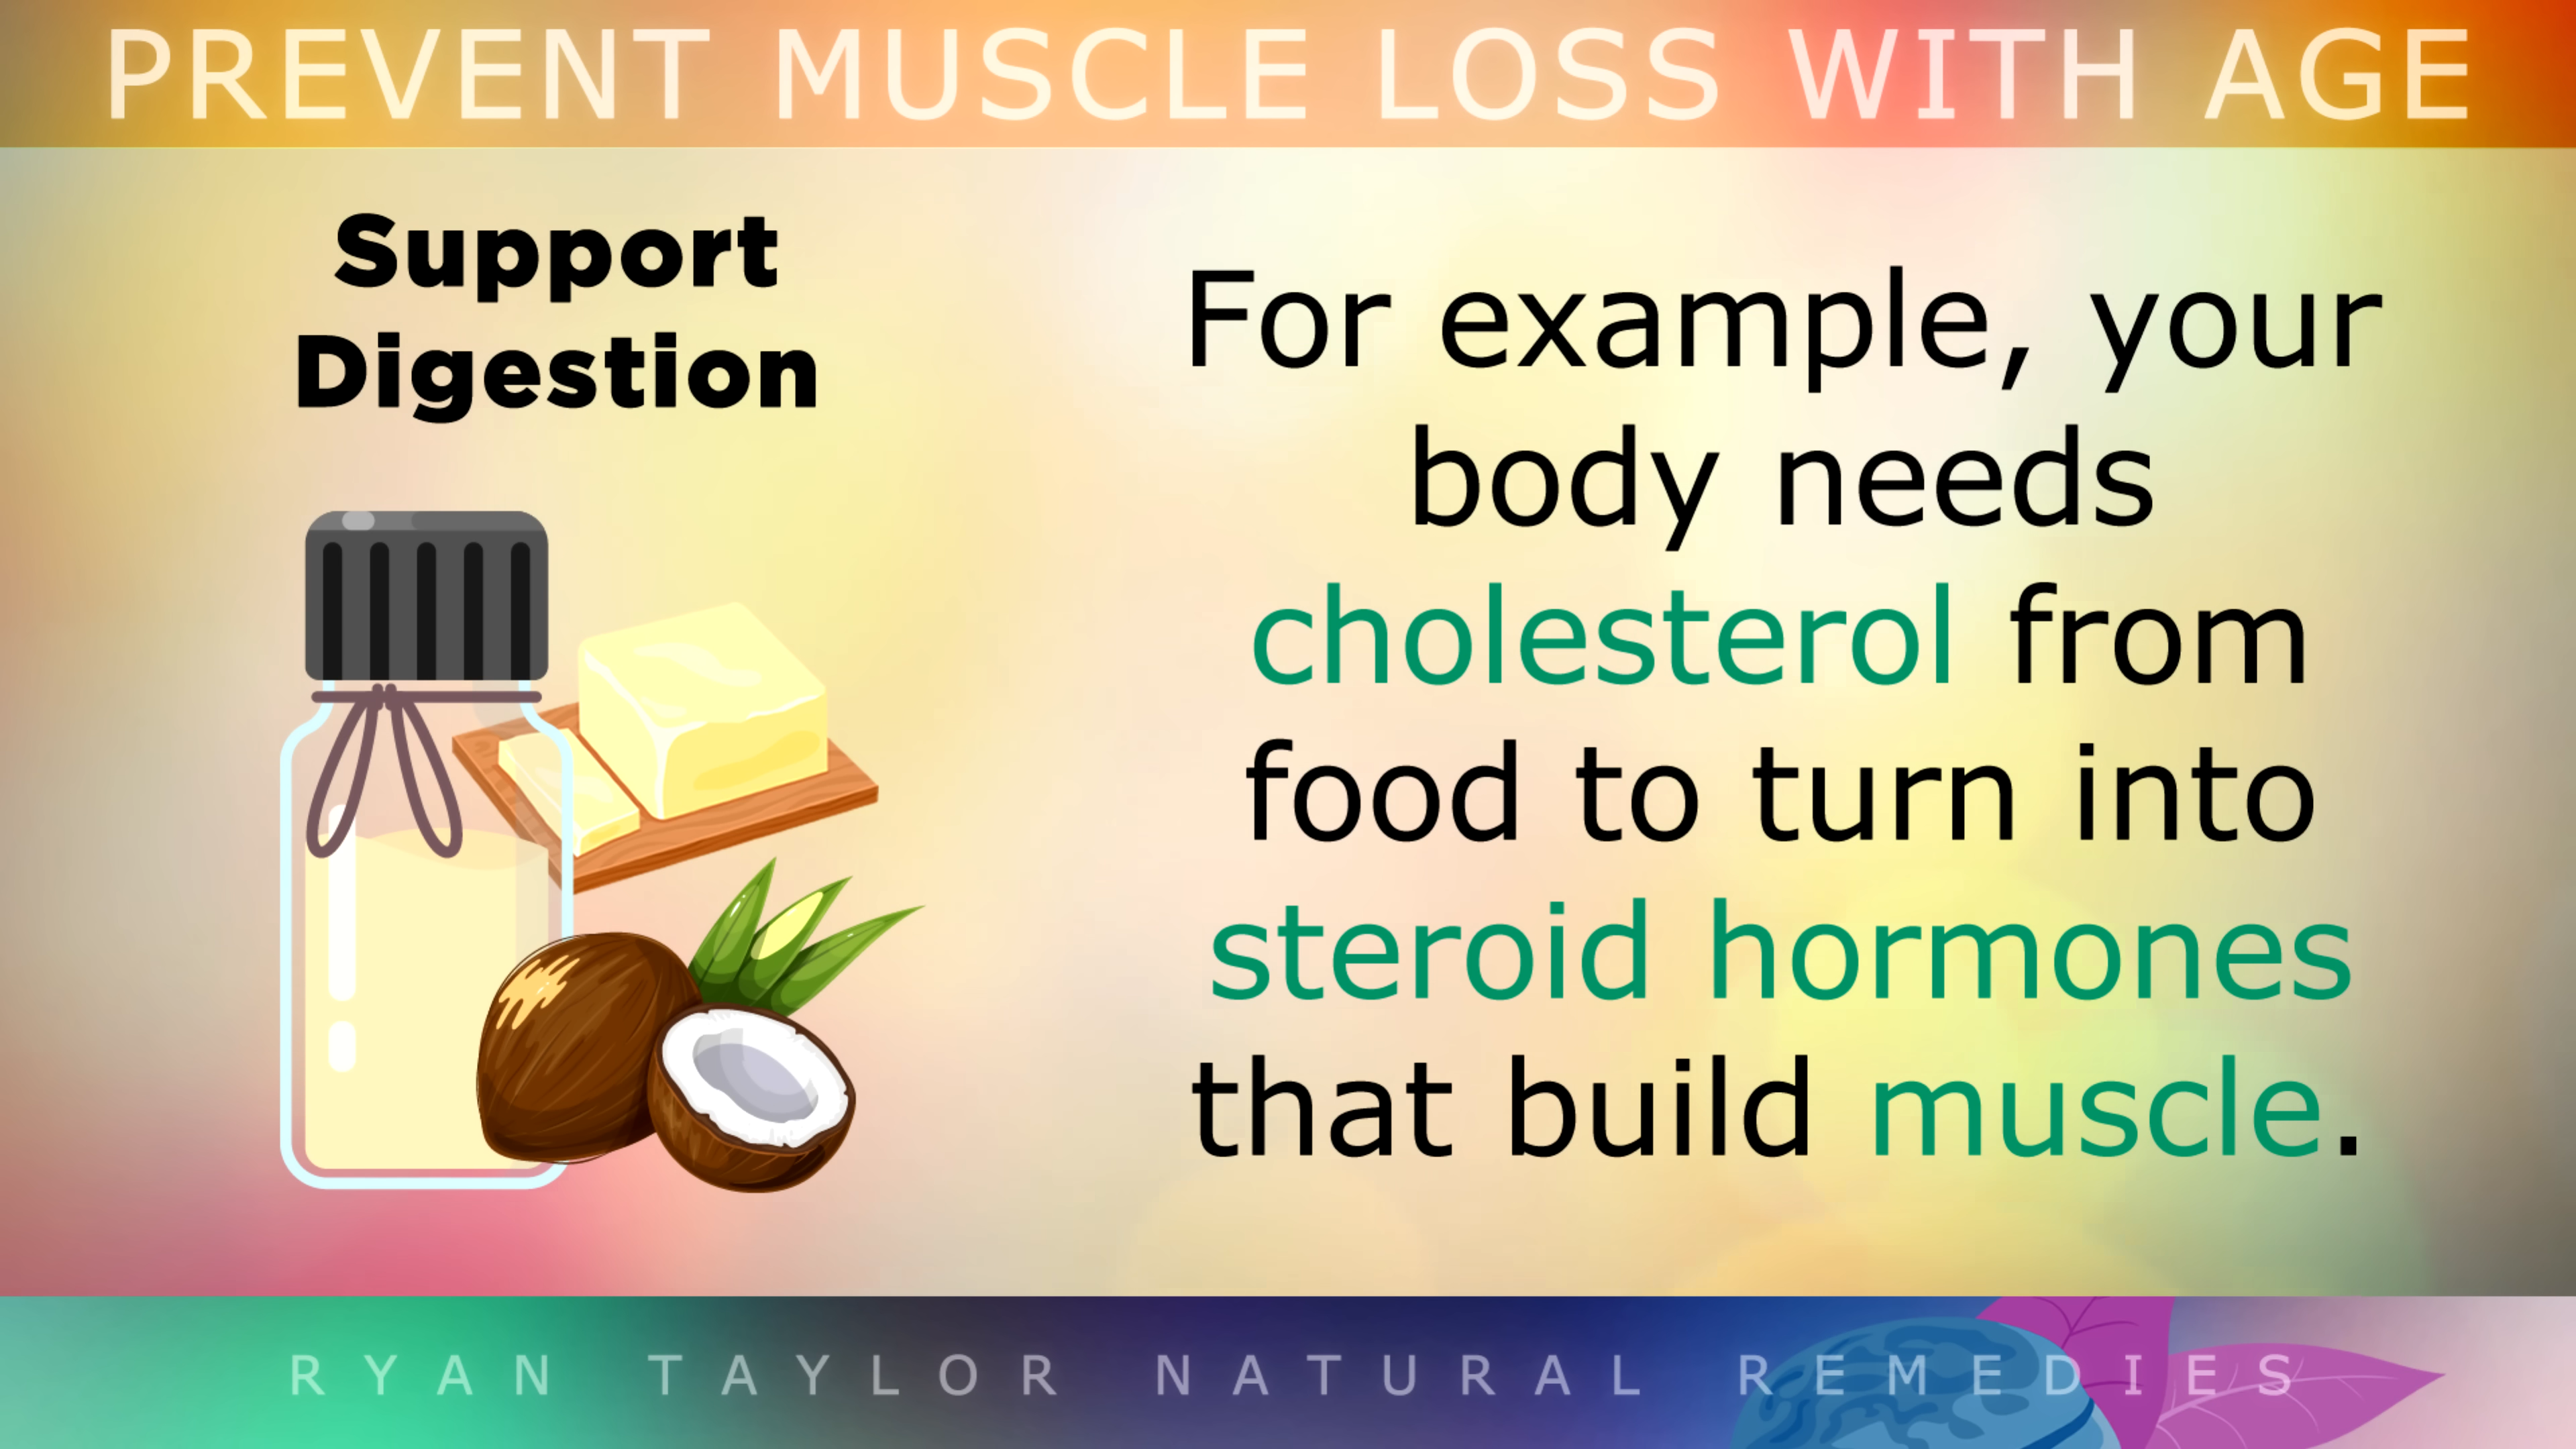 PREVENT MUSCLE LOSS WITH AGE
Support
Digestion
For example, your
body needs
cholesterol from
food to turn into
steroid hormones
that build muscle.
RYAN TAYLOR NATURAL REMEDIES